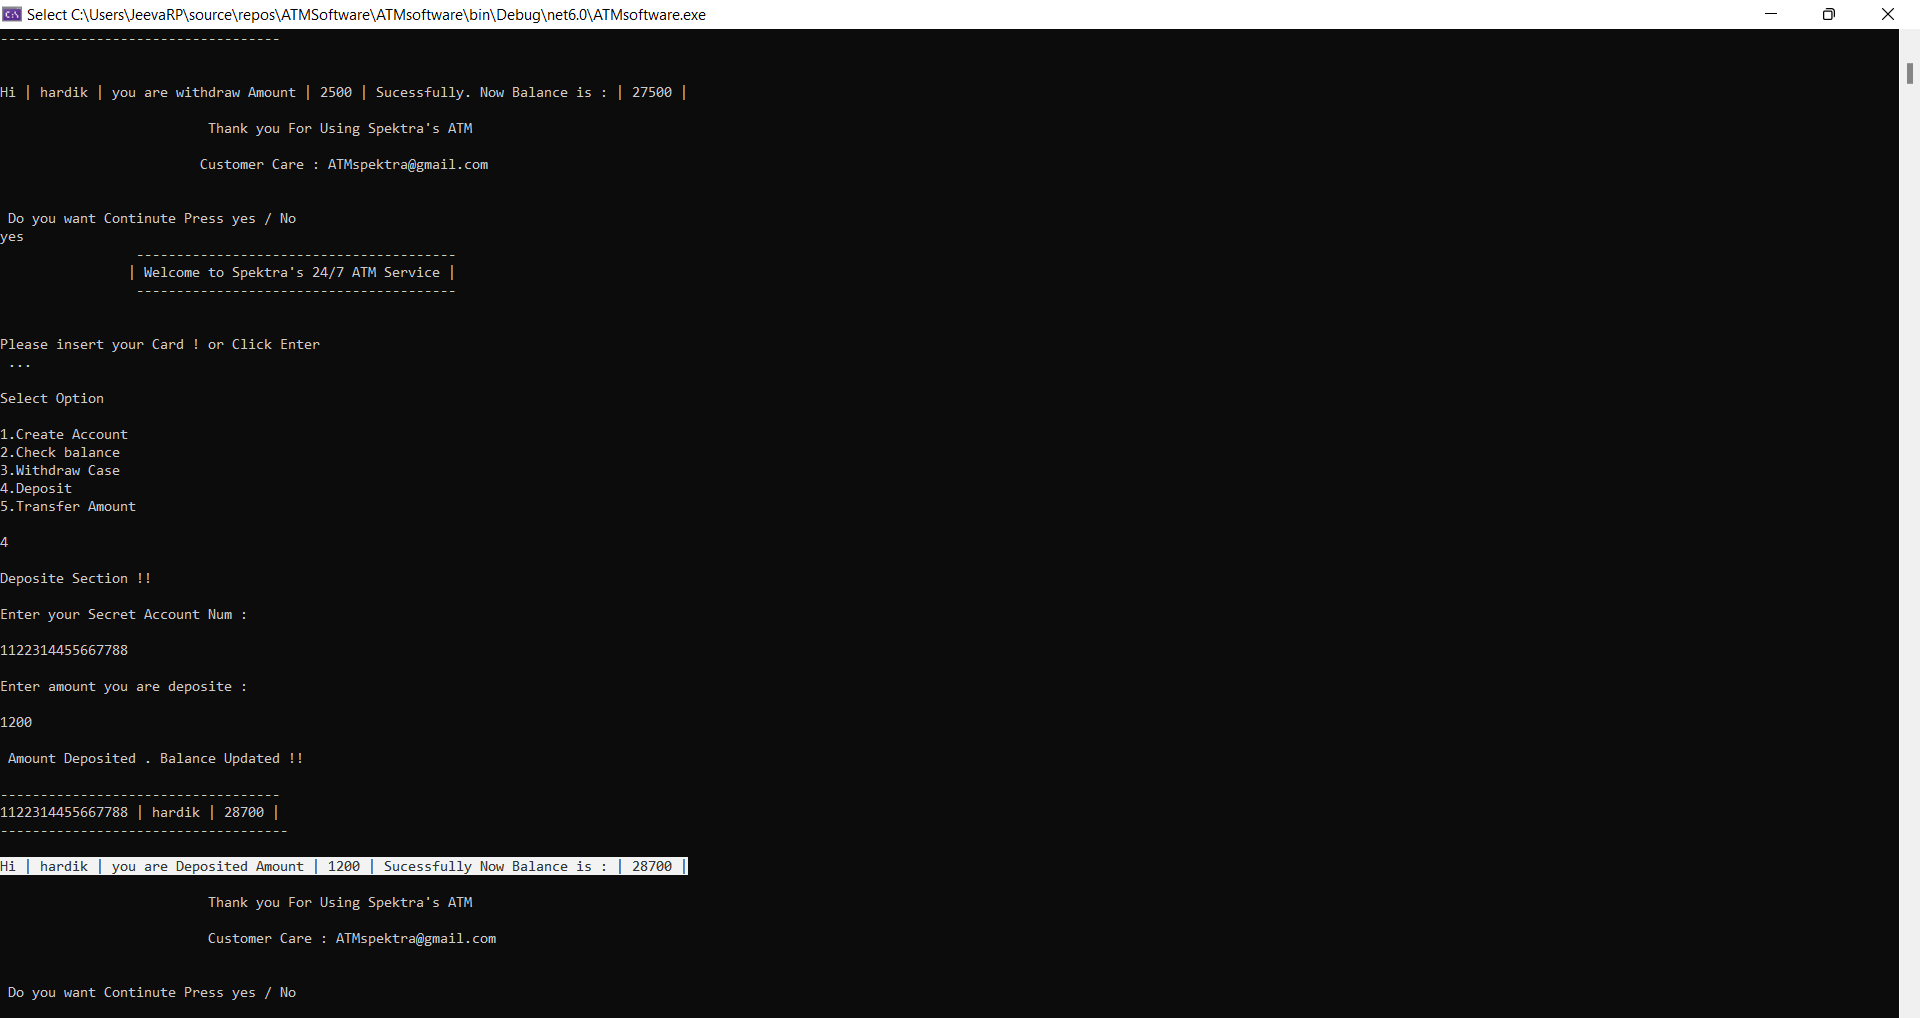 Select C:\Users\JeevaRP\source\repos\ATMSoftware\ATMsoftware\bin\Debug\net6.0\ATMsoftware.exe
-----------------------------------
Hi | hardik | you are withdraw Amount | 2500 | Sucessfully. Now Balance is : | 27500 |
Thank you For Using Spektra's ATM
Customer Care : ATMspektra@gmail.com
Do you want Continute Press yes / No
yes
----------------------------------------
| Welcome to Spektra's 24/7 ATM Service |
----------------------------------------
Please insert your Card ! or Click Enter
...
Select Option
1.Create Account
2.Check balance
3.Withdraw Case
4.Deposit
5.Transfer Amount
4
Deposite Section !!
Enter your Secret Account Num :
1122314455667788
Enter amount you are deposite :
1200
Amount Deposited . Balance Updated !!
-----------------------------------
1122314455667788 | hardik | 28700 |
------------------------------------
Hi | hardik | you are Deposited Amount | 1200 | Sucessfully Now Balance is : | 28700 |
Thank you For Using Spektra's ATM
Customer Care : ATMspektra@gmail.com
Do you want Continute Press yes / No